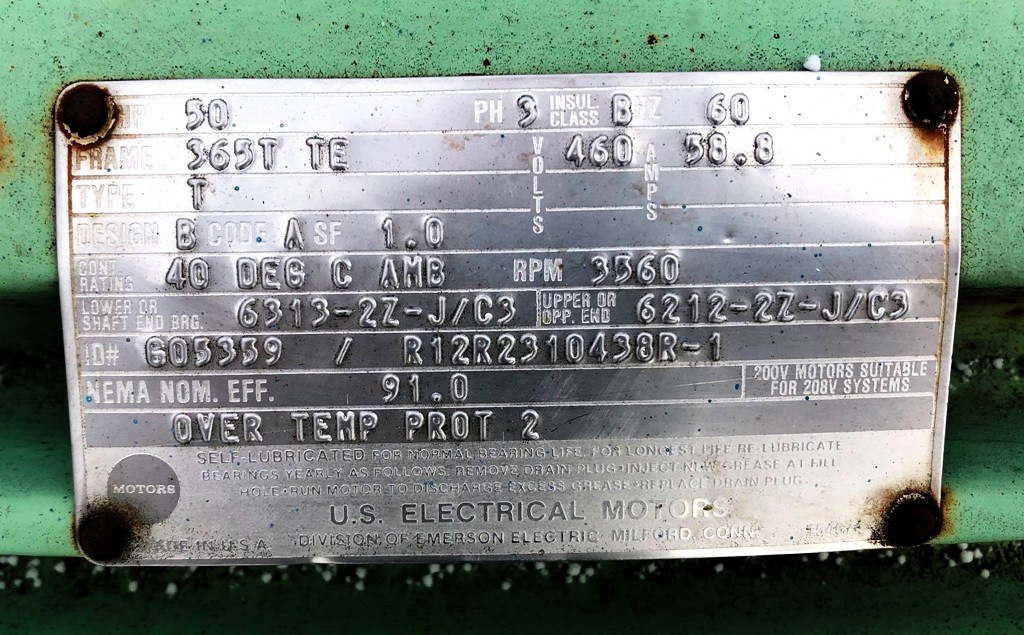 50 PH 3 INSUL. CLASS B HZ 60
FRAME 365T TE VOLTS 460 AMPS 58.8
TYPE T
DESIGN B CODE A SF 1.0
CONT. RATING 40 DEG C AMB RPM 3560
LOWER OR SHAFT END BRG. 6313-2Z-J/C3 UPPER OR OPP. END 6212-2Z-J/C3
ID# G05359 / R12R2310438R-1
NEMA NOM. EFF. 91.0 200V MOTORS SUITABLE FOR 208V SYSTEMS
OVER TEMP PROT 2
SELF-LUBRICATED FOR NORMAL BEARING LIFE. FOR LONGEST LIFE RE-LUBRICATE
BEARINGS YEARLY AS FOLLOWS. REMOVE DRAIN PLUG·INJECT NEW GREASE AT FILL
HOLE·RUN MOTOR TO DISCHARGE EXCESS GREASE·REPLACE DRAIN PLUG
MOTORS
U.S. ELECTRICAL MOTORS
MADE IN U.S.A. DIVISION OF EMERSON ELECTRIC MILFORD, CONN.